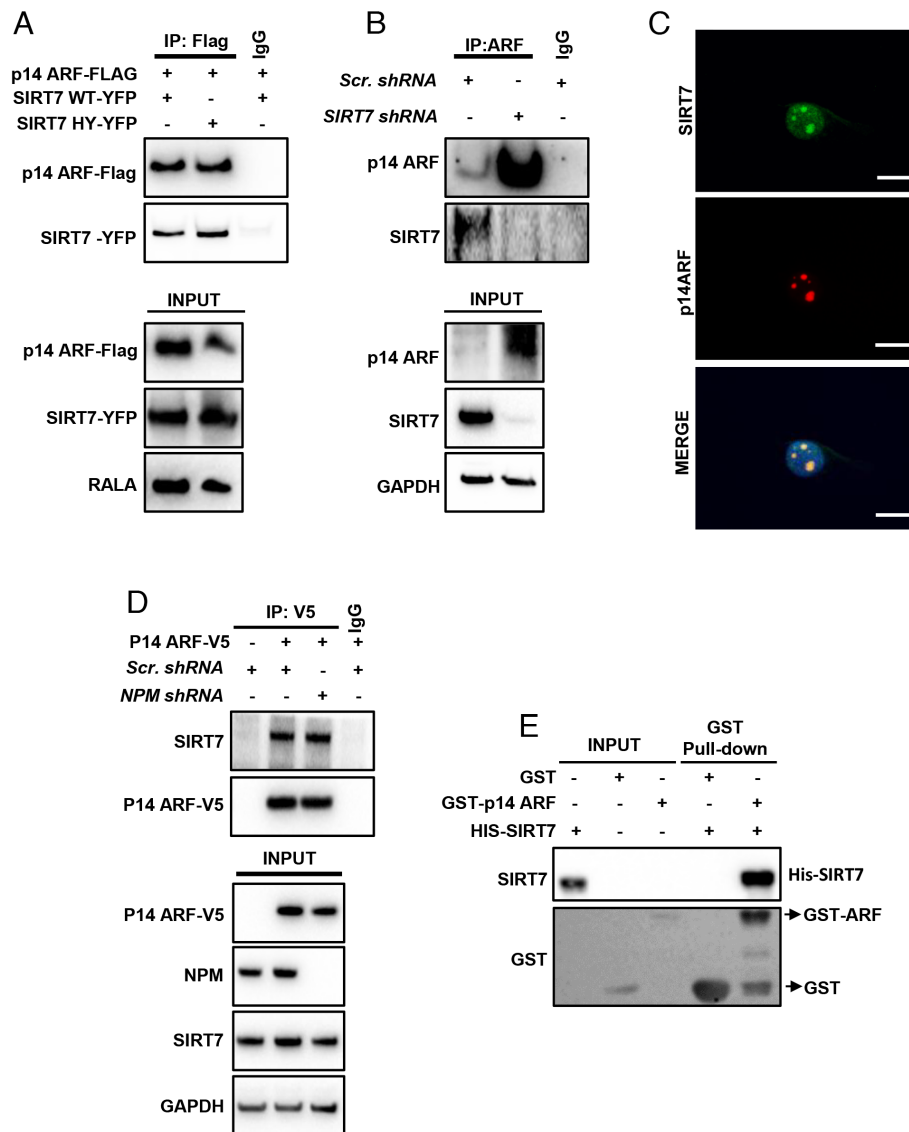 A
IP: Flag
IgG
p14 ARF-FLAG + + +
SIRT7 WT-YFP + - +
SIRT7 HY-YFP - + -
p14 ARF-Flag
SIRT7 -YFP
INPUT
p14 ARF-Flag
SIRT7-YFP
RALA
B
IP:ARF
IgG
Scr. shRNA + - +
SIRT7 shRNA - + -
p14 ARF
SIRT7
INPUT
p14 ARF
SIRT7
GAPDH
C
SIRT7
p14ARF
MERGE
D
IP: V5
IgG
P14 ARF-V5 - + + +
Scr. shRNA + + - +
NPM shRNA - - + -
SIRT7
P14 ARF-V5
INPUT
P14 ARF-V5
NPM
SIRT7
GAPDH
E
INPUT
GST
Pull-down
GST - + - + -
GST-p14 ARF - - + - +
HIS-SIRT7 + - - + +
SIRT7
His-SIRT7
GST-ARF
GST
GST